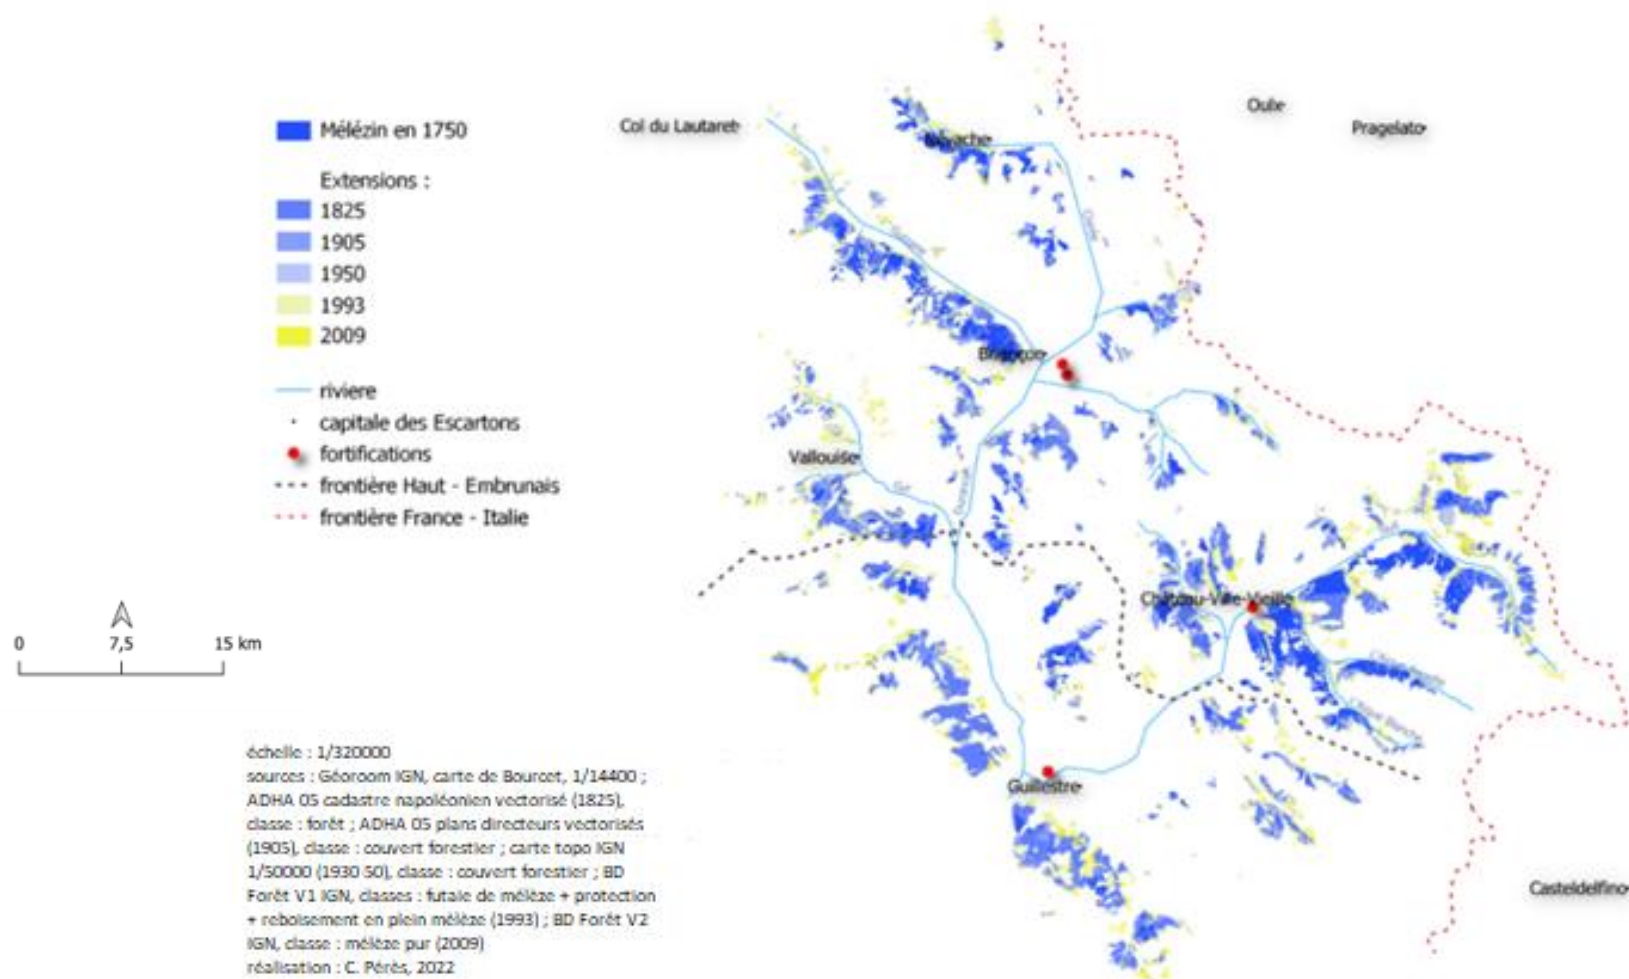 Oulx
Col du Lautaret
Pragelato
Névache
Mélézin en 1750
Extensions :
1825
1905
1950
1993
2009
Briançon
riviere
capitale des Escartons
fortifications
frontière Haut - Embrunais
frontière France - Italie
Vallouise
Durance
Château-Ville-Vieille
0 7,5 15 km
Guillestre
Casteldelfino
échelle : 1/320000
sources : Géoroom IGN, carte de Bourcet, 1/14400 ;
ADHA 05 cadastre napoléonien vectorisé (1825),
classe : forêt ; ADHA 05 plans directeurs vectorisés
(1905), classe : couvert forestier ; carte topo IGN
1/50000 (1930 50), classe : couvert forestier ; BD
Forêt V1 IGN, classes : futaie de mélèze + protection
+ reboisement en plein mélèze (1993) ; BD Forêt V2
IGN, classe : mélèze pur (2009)
réalisation : C. Pérès, 2022